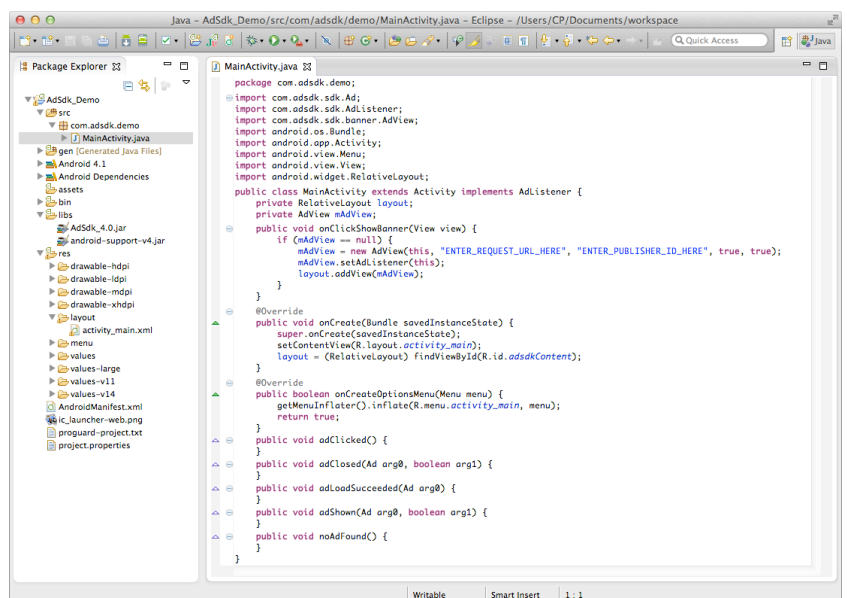 Java - AdSdk_Demo/src/com/adsdk/demo/MainActivity.java - Eclipse - /Users/CP/Documents/workspace
Quick Access
Java
Package Explorer
AdSdk_Demo
src
com.adsdk.demo
MainActivity.java
gen [Generated Java Files]
Android 4.1
Android Dependencies
assets
bin
libs
AdSdk_4.0.jar
android-support-v4.jar
res
drawable-hdpi
drawable-ldpi
drawable-mdpi
drawable-xhdpi
layout
activity_main.xml
menu
values
values-large
values-v11
values-v14
AndroidManifest.xml
ic_launcher-web.png
proguard-project.txt
project.properties
MainActivity.java
package com.adsdk.demo;
import com.adsdk.sdk.Ad;
import com.adsdk.sdk.AdListener;
import com.adsdk.sdk.banner.AdView;
import android.os.Bundle;
import android.app.Activity;
import android.view.Menu;
import android.view.View;
import android.widget.RelativeLayout;
public class MainActivity extends Activity implements AdListener {
private RelativeLayout layout;
private AdView mAdView;
public void onClickShowBanner(View view) {
if (mAdView == null) {
mAdView = new AdView(this, "ENTER_REQUEST_URL_HERE", "ENTER_PUBLISHER_ID_HERE", true, true);
mAdView.setAdListener(this);
layout.addView(mAdView);
}
}
@Override
public void onCreate(Bundle savedInstanceState) {
super.onCreate(savedInstanceState);
setContentView(R.layout.activity_main);
layout = (RelativeLayout) findViewById(R.id.adsdkContent);
}
@Override
public boolean onCreateOptionsMenu(Menu menu) {
getMenuInflater().inflate(R.menu.activity_main, menu);
return true;
}
public void adClicked() {
}
public void adClosed(Ad arg0, boolean arg1) {
}
public void adLoadSucceeded(Ad arg0) {
}
public void adShown(Ad arg0, boolean arg1) {
}
public void noAdFound() {
}
}
Writable
Smart Insert
1 : 1